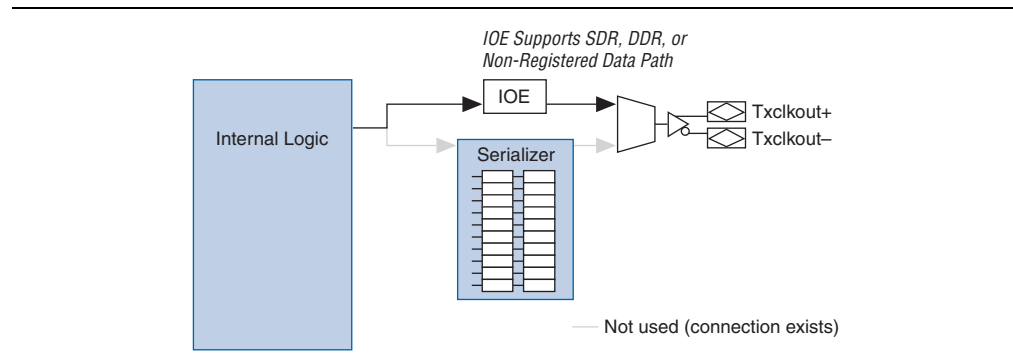 IOE Supports SDR, DDR, or
Non-Registered Data Path
IOE
Internal Logic
Txclkout+
Txclkout–
Serializer
Not used (connection exists)